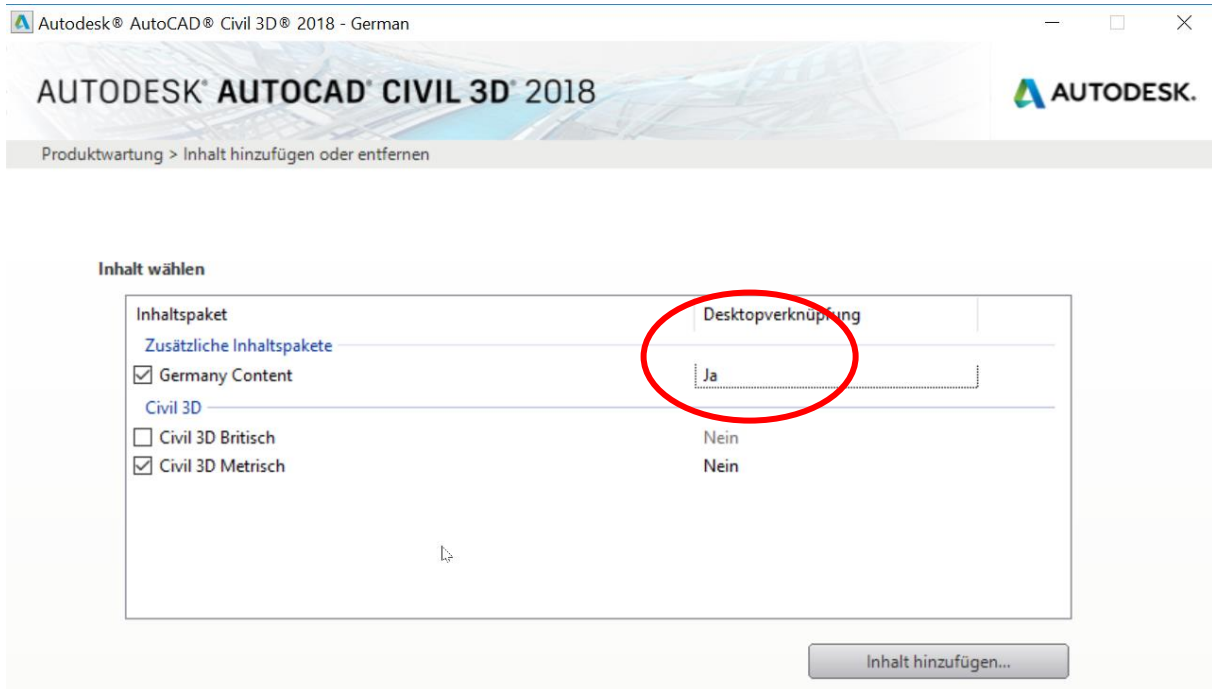 Autodesk® AutoCAD® Civil 3D® 2018 - German
AUTODESK® AUTOCAD® CIVIL 3D® 2018
AUTODESK.
Produktwartung > Inhalt hinzufügen oder entfernen
Inhalt wählen
Inhaltspaket Desktopverknüpfung
Zusätzliche Inhaltspakete
Germany Content Ja
Civil 3D
Civil 3D Britisch Nein
Civil 3D Metrisch Nein
Inhalt hinzufügen...